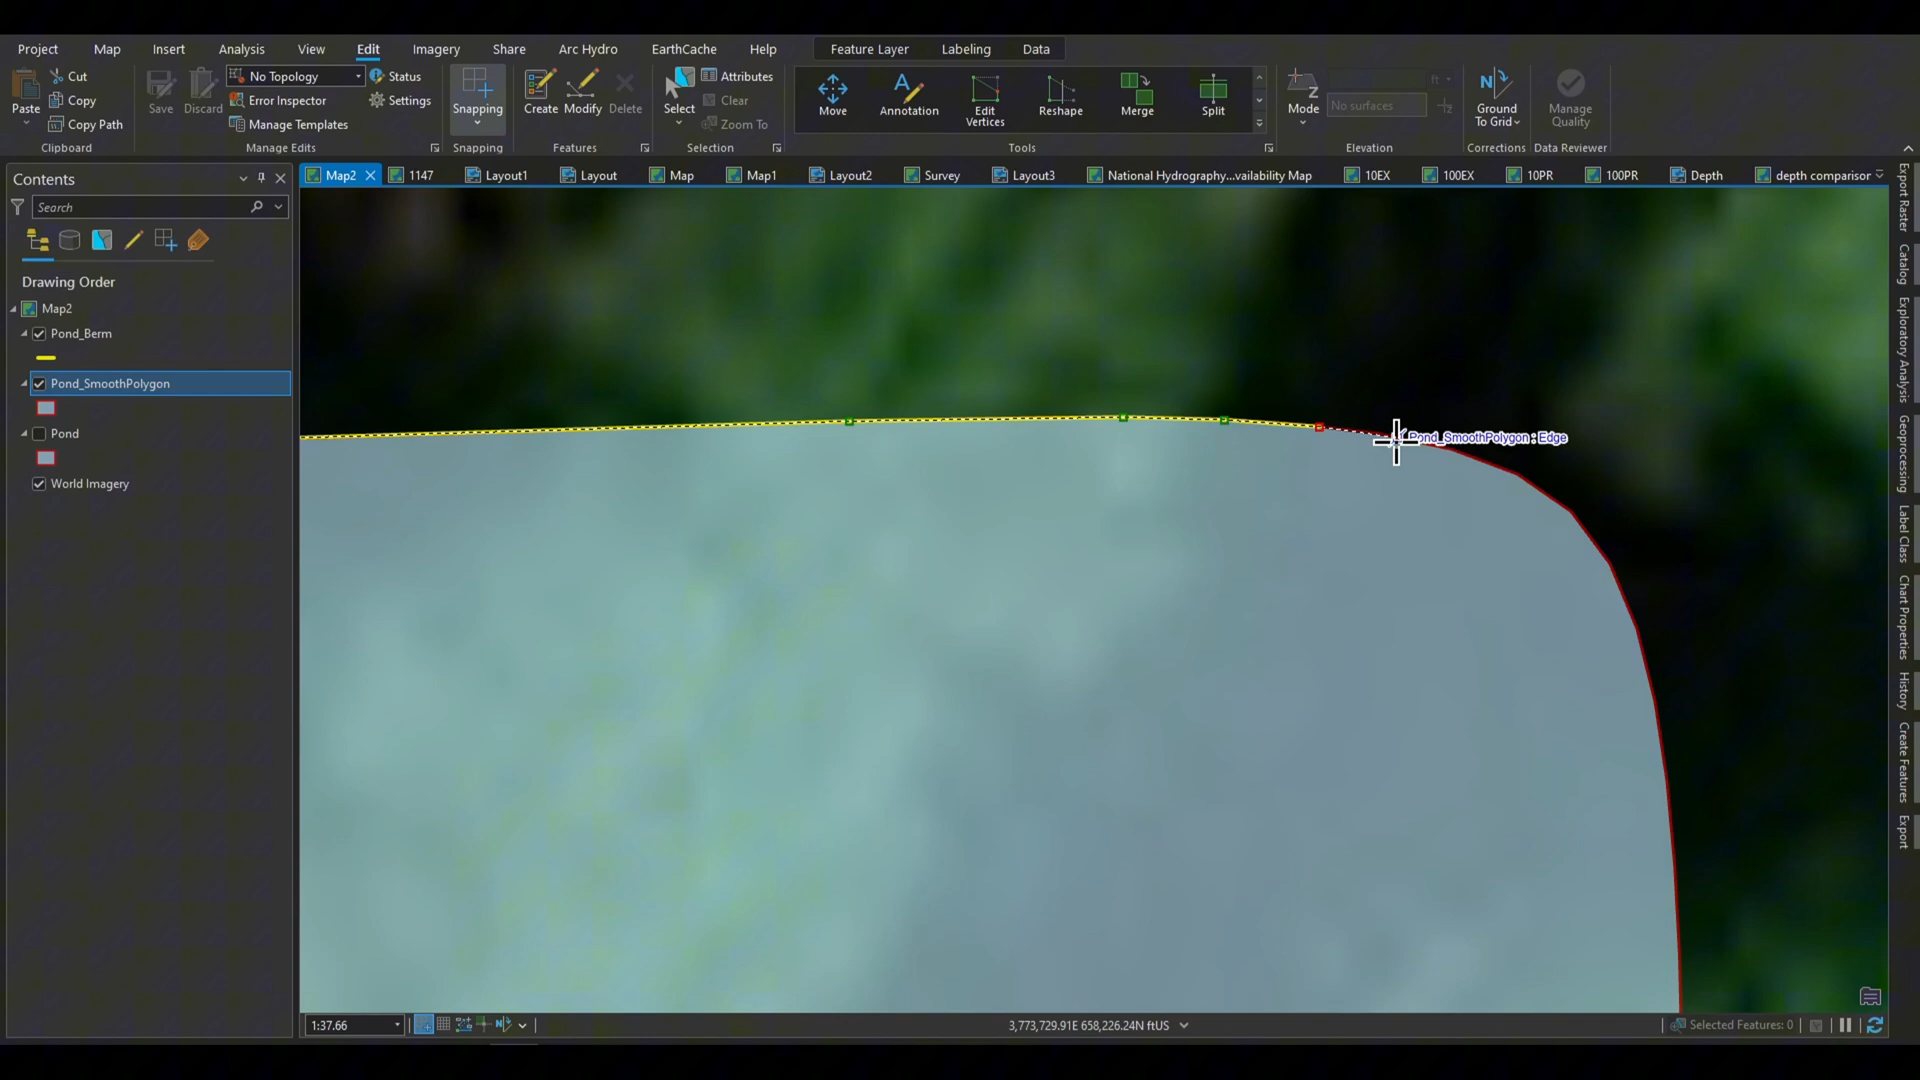 Project Map Insert Analysis View Edit Imagery Share Arc Hydro EarthCache Help Feature Layer Labeling Data
Paste
Cut
Copy
Copy Path
Clipboard
Save
Discard
No Topology
Error Inspector
Manage Templates
Status
Settings
Manage Edits
Snapping
Snapping
Create
Modify
Delete
Features
Select
Attributes
Clear
Zoom To
Selection
Move
Annotation
Edit
Vertices
Reshape
Merge
Split
Tools
Mode
ft
No surfaces
Elevation
Ground
To Grid
Corrections
Manage
Quality
Data Reviewer
Contents
Search
Drawing Order
Map2
Pond_Berm
Pond_SmoothPolygon
Pond
World Imagery
Map2 1147 Layout1 Layout Map Map1 Layout2 Survey Layout3 National Hydrography...vailability Map 10EX 100EX 10PR 100PR Depth depth comparisor
Pond_SmoothPolygon : Edge
Export Raster
Catalog
Exploratory Analysis
Geoprocessing
Label Class
Chart Properties
History
Create Features
Export
1:37.66
3,773,729.91E 658,226.24N ftUS
Selected Features: 0